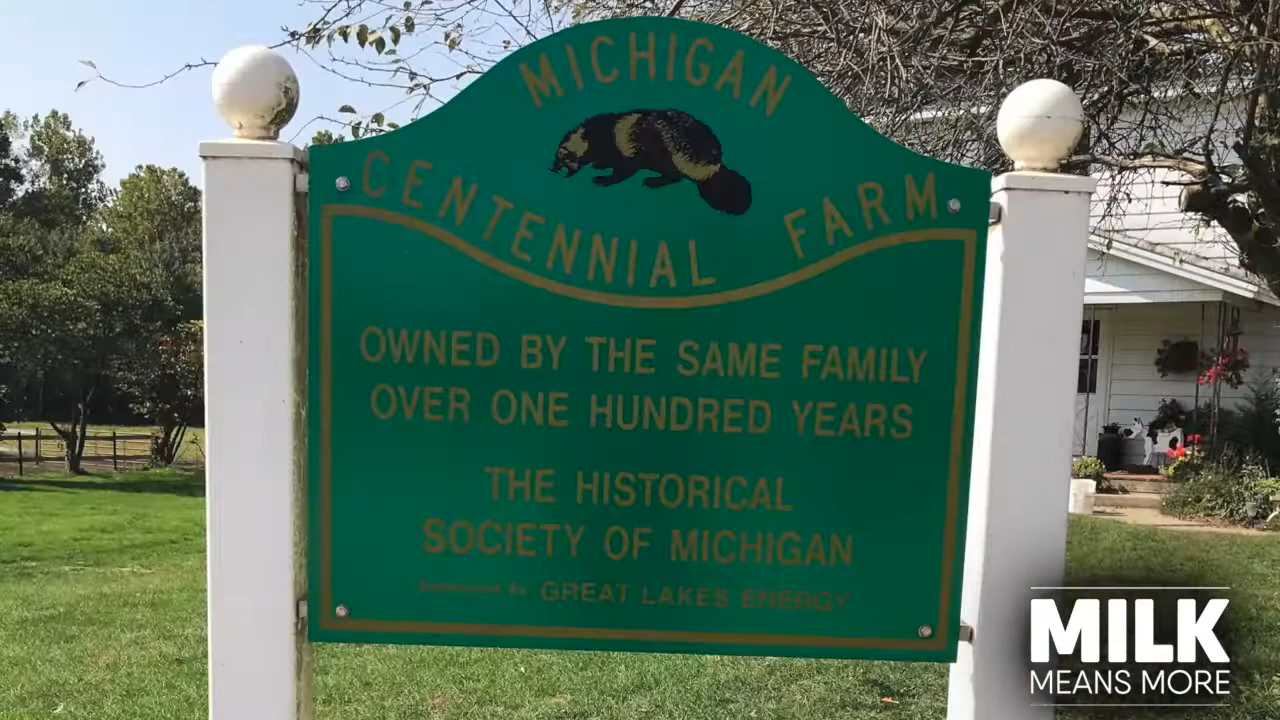 MICHIGAN
CENTENNIAL FARM
OWNED BY THE SAME FAMILY
OVER ONE HUNDRED YEARS
THE HISTORICAL
SOCIETY OF MICHIGAN
GREAT LAKES ENERGY
MILK
MEANS MORE